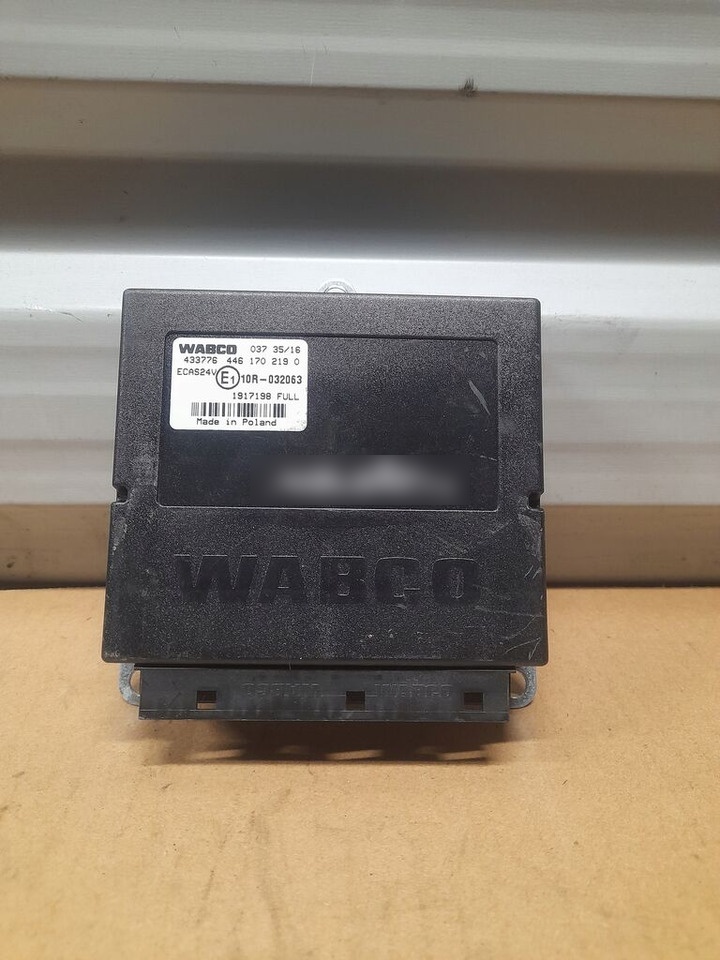 WABCO 037 35/16
433776 446 170 219 0
ECAS24V E1 10R-032063
1917198 FULL
Made in Poland
WABCO
WABCO